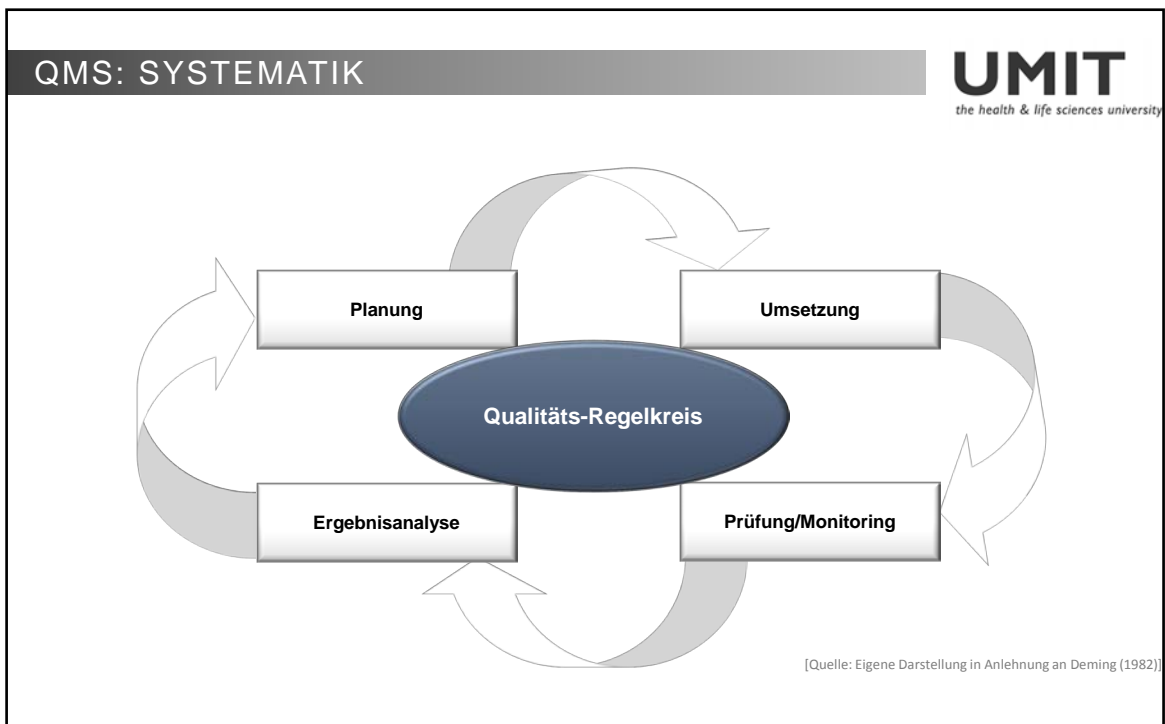 QMS: SYSTEMATIK
UMIT
the health & life sciences university
Planung
Umsetzung
Qualitäts-Regelkreis
Ergebnisanalyse
Prüfung/Monitoring
[Quelle: Eigene Darstellung in Anlehnung an Deming (1982)]